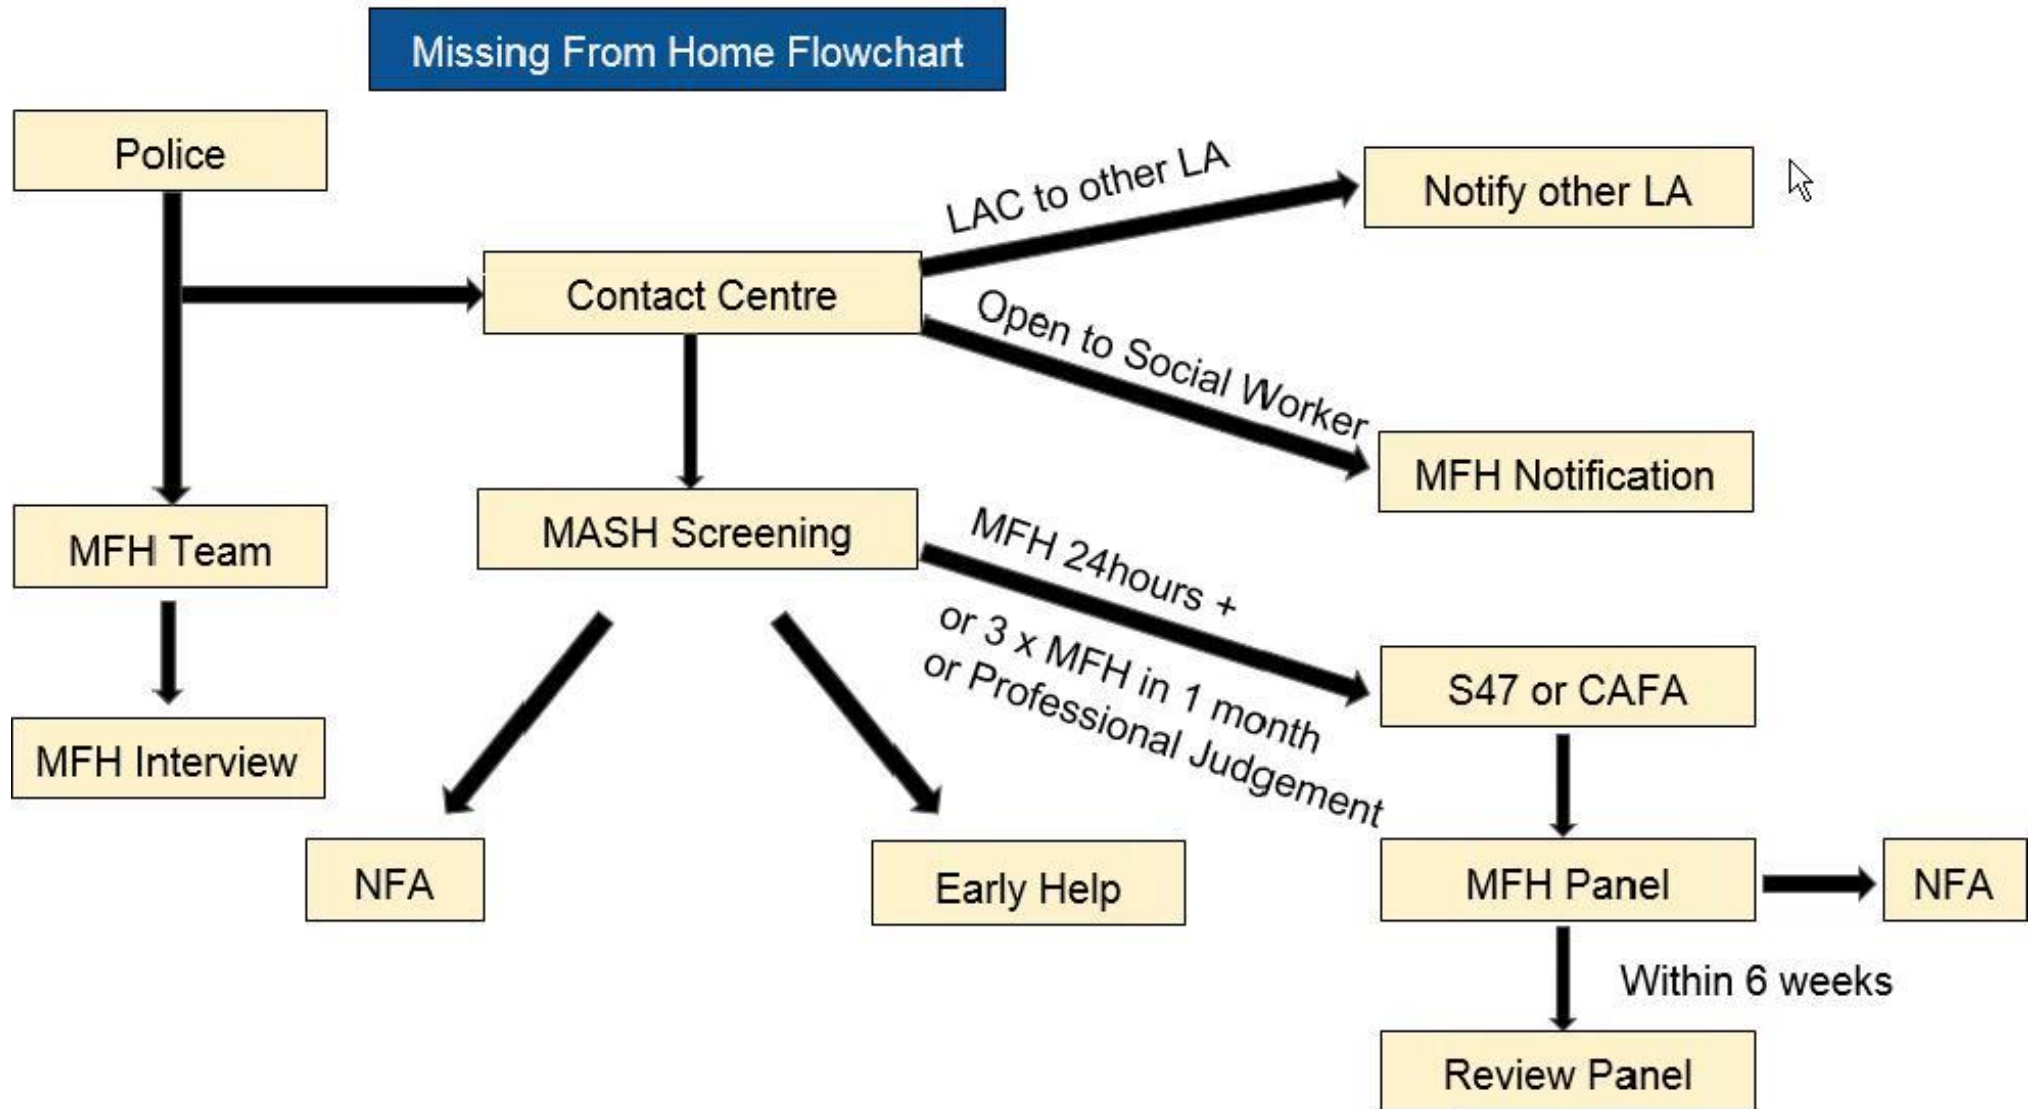 Missing From Home Flowchart
Police
LAC to other LA
Notify other LA
Contact Centre
Open to Social Worker
MFH Notification
MFH Team
MASH Screening
MFH 24hours +
or 3 x MFH in 1 month
or Professional Judgement
S47 or CAFA
MFH Interview
NFA
Early Help
MFH Panel
NFA
Within 6 weeks
Review Panel